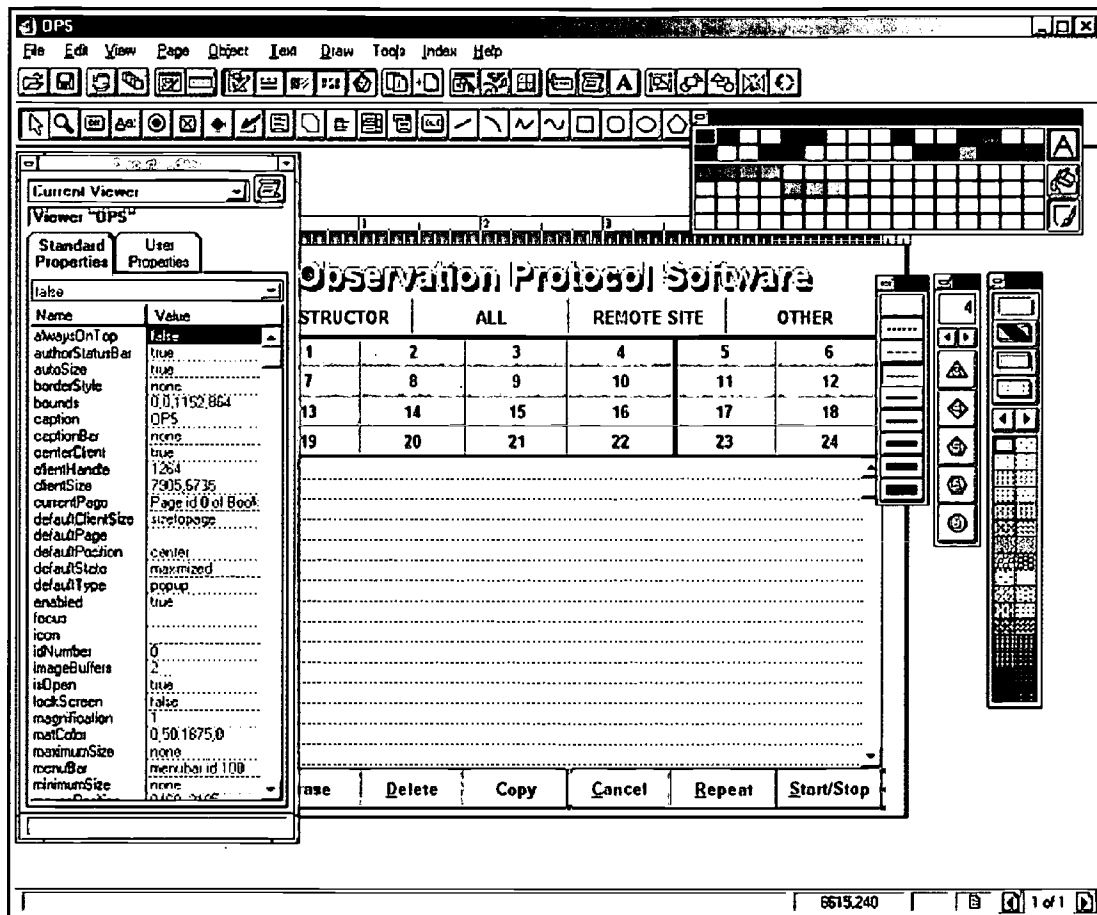 OPS
File Edit View Page Object Text Draw Tools Index Help
Current Viewer
Viewer "OPS"
Standard Properties
User Properties
false
Name Value
alwaysOnTop false
authorStatusBar true
autoSize true
borderStyle none
bounds 0,0,1152,864
caption OPS
captionBar none
centerClient true
clientHandle 1264
clientSize 7905,6735
currentPage Page id 0 of Book
defaultClientSize sizetopage
defaultPage
defaultPosition center
defaultState maximized
defaultType popup
enabled true
focus
icon
idNumber 0
imageBuffers 2
isOpen true
lockScreen false
magnification 1
matColor 0,50.1875,0
maximumSize none
menuBar menubar id 100
minimumSize none
1 2 3
Observation Protocol Software
STRUCTOR ALL REMOTE SITE OTHER
1 2 3 4 5 6
7 8 9 10 11 12
13 14 15 16 17 18
19 20 21 22 23 24
ase Delete Copy Cancel Repeat Start/Stop
4
A
6615,240 1 of 1